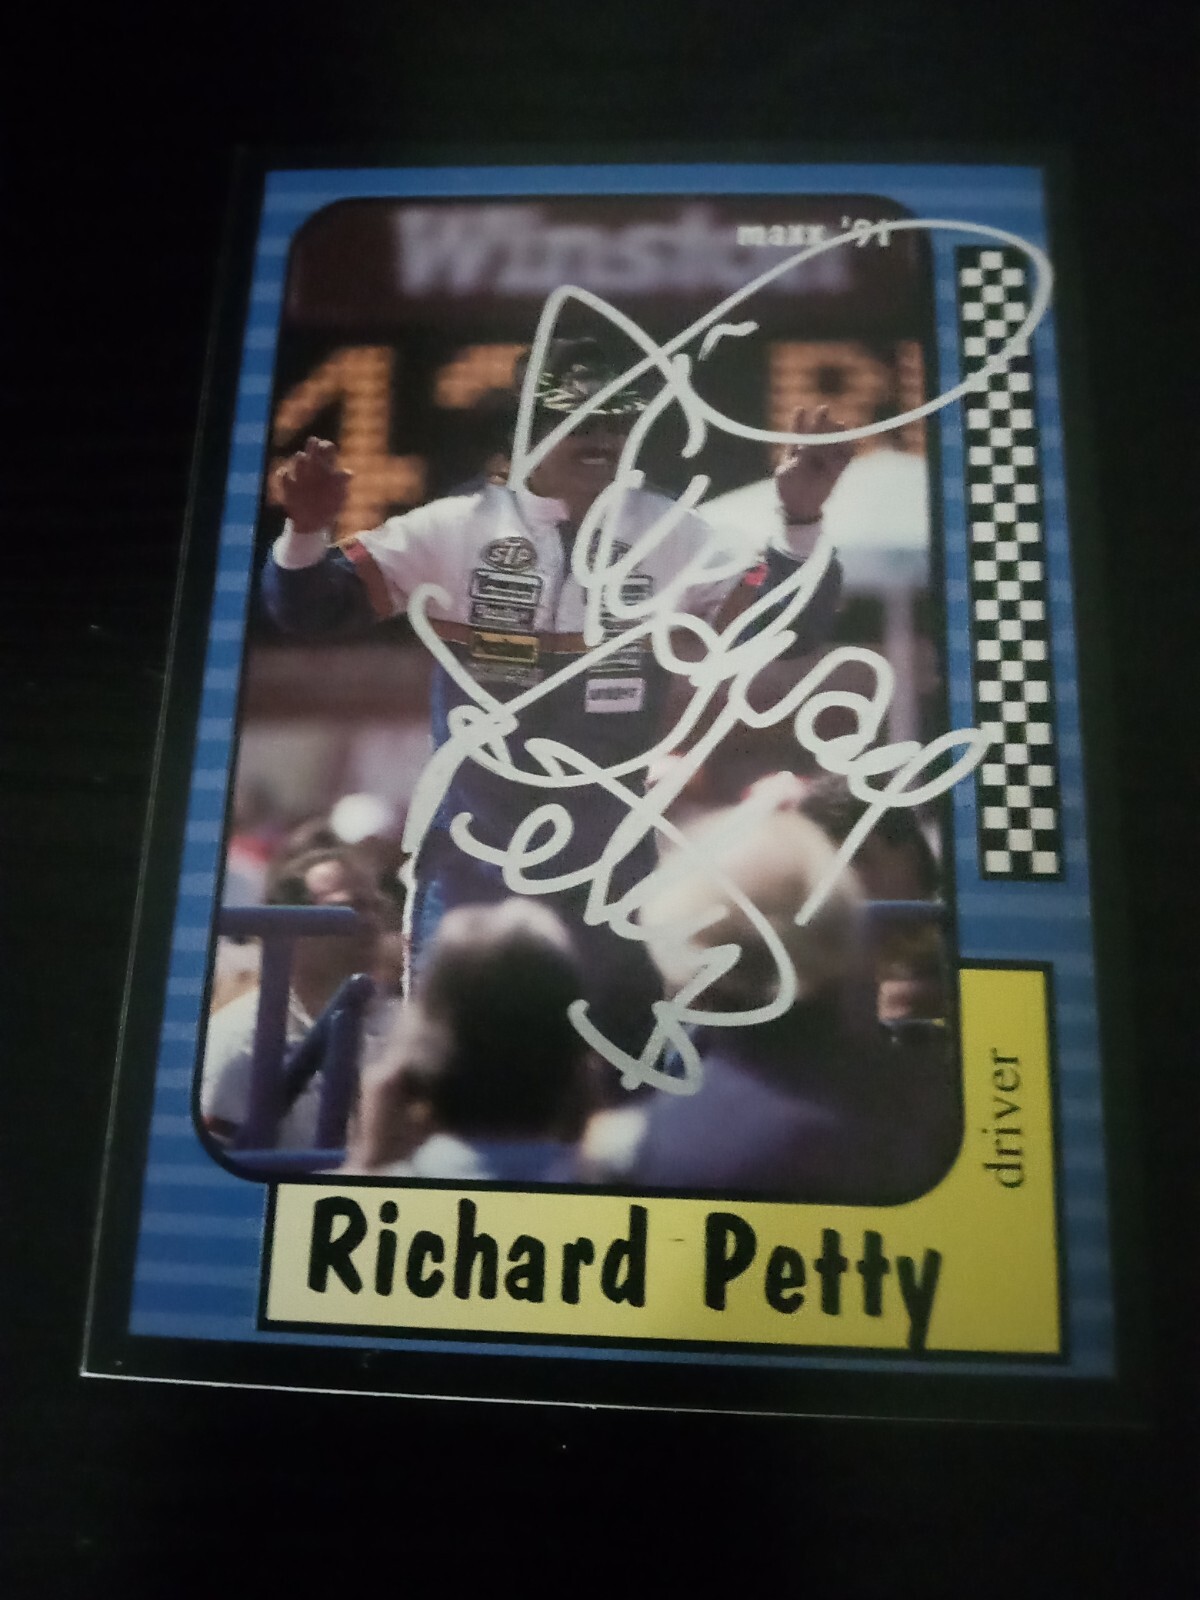 Winston
maxx '91
43
STP
Richard Petty
driver
Richard Petty